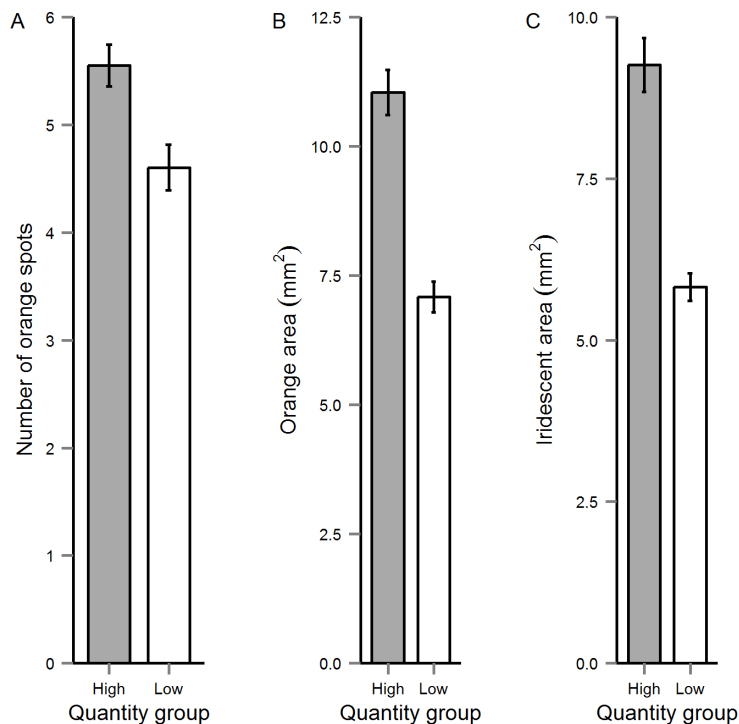 A
6
5
4
3
2
1
0
Number of orange spots
High Low
Quantity group
B
12.5
10.0
7.5
5.0
2.5
0.0
Orange area (mm²)
High Low
Quantity group
C
10.0
7.5
5.0
2.5
0.0
Iridescent area (mm²)
High Low
Quantity group